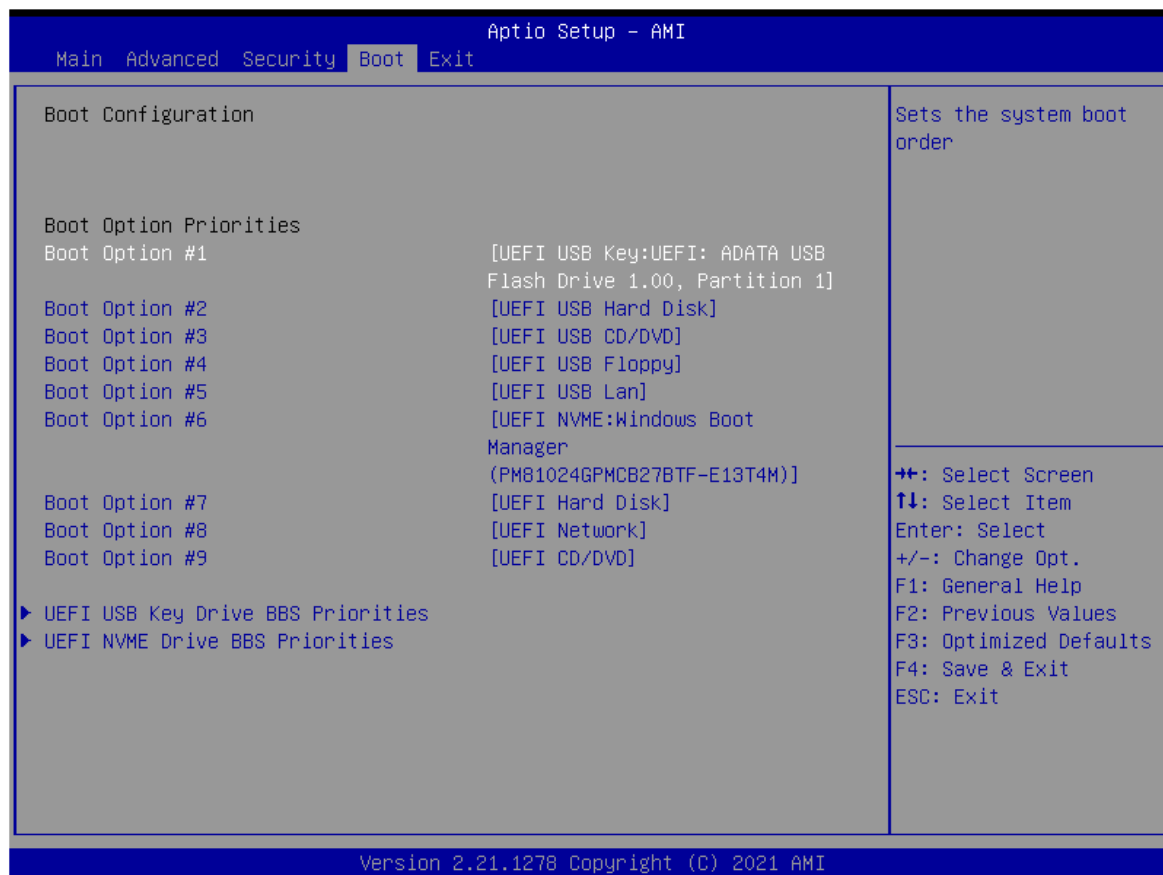 Aptio Setup – AMI
Main Advanced Security Boot Exit
Boot Configuration
Boot Option Priorities
Boot Option #1 [UEFI USB Key:UEFI: ADATA USB
Flash Drive 1.00, Partition 1]
Boot Option #2 [UEFI USB Hard Disk]
Boot Option #3 [UEFI USB CD/DVD]
Boot Option #4 [UEFI USB Floppy]
Boot Option #5 [UEFI USB Lan]
Boot Option #6 [UEFI NVME:Windows Boot
Manager
(PM81024GPMCB27BTF-E13T4M)]
Boot Option #7 [UEFI Hard Disk]
Boot Option #8 [UEFI Network]
Boot Option #9 [UEFI CD/DVD]
▶ UEFI USB Key Drive BBS Priorities
▶ UEFI NVME Drive BBS Priorities
Sets the system boot
order
→←: Select Screen
↑↓: Select Item
Enter: Select
+/-: Change Opt.
F1: General Help
F2: Previous Values
F3: Optimized Defaults
F4: Save & Exit
ESC: Exit
Version 2.21.1278 Copyright (C) 2021 AMI